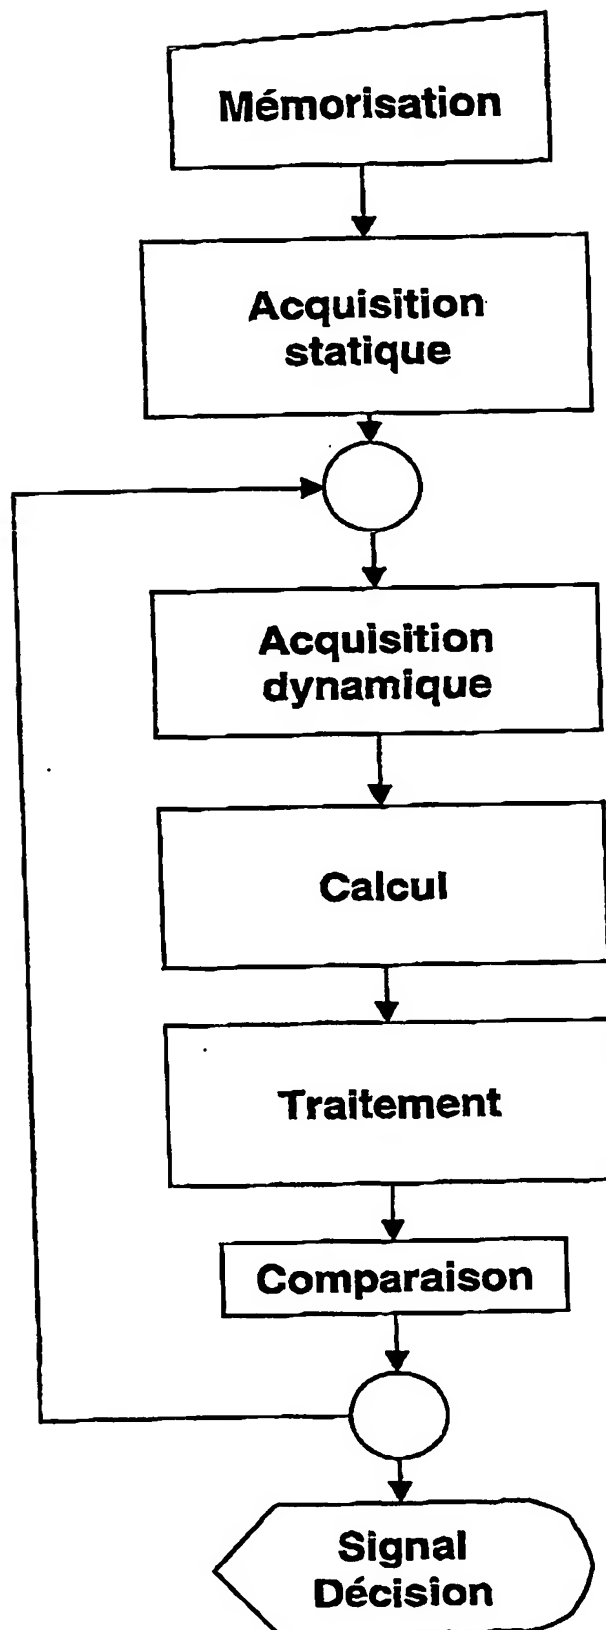 Mémorisation
Acquisition
statique
Acquisition
dynamique
Calcul
Traitement
Comparaison
Signal
Décision